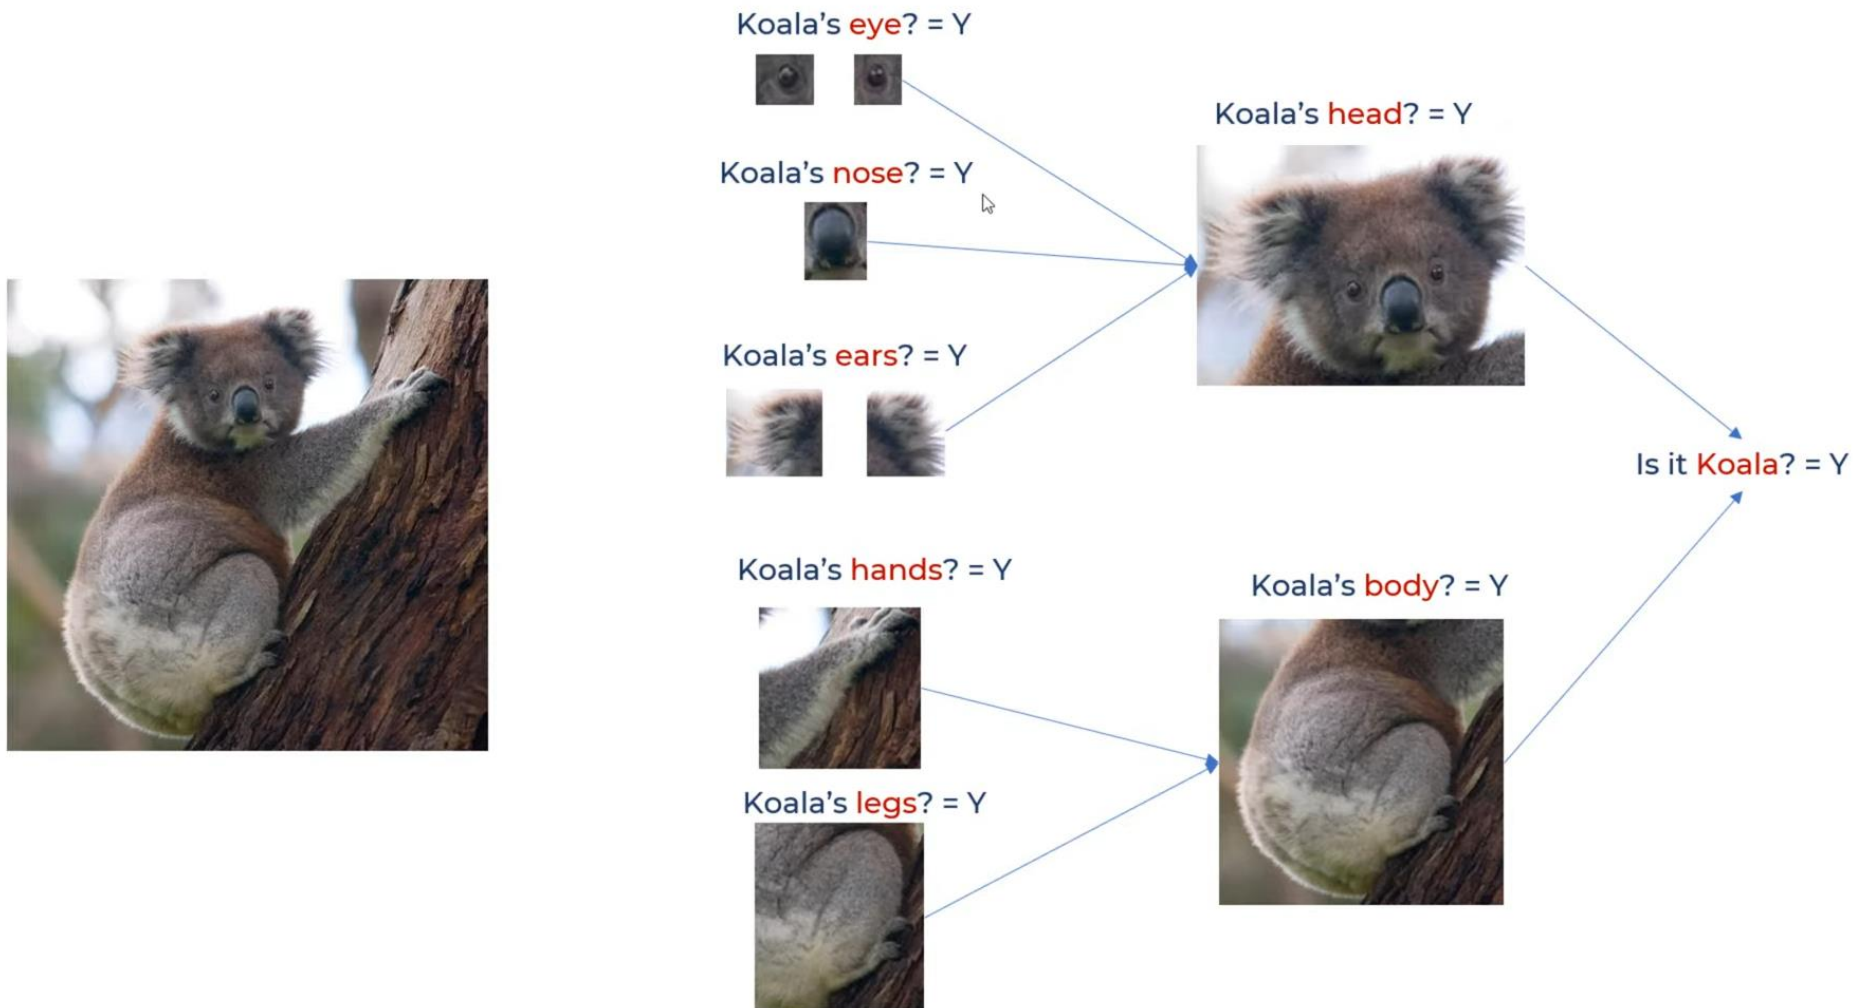 Koala's eye? = Y
Koala's nose? = Y
Koala's ears? = Y
Koala's hands? = Y
Koala's legs? = Y
Koala's head? = Y
Koala's body? = Y
Is it Koala? = Y